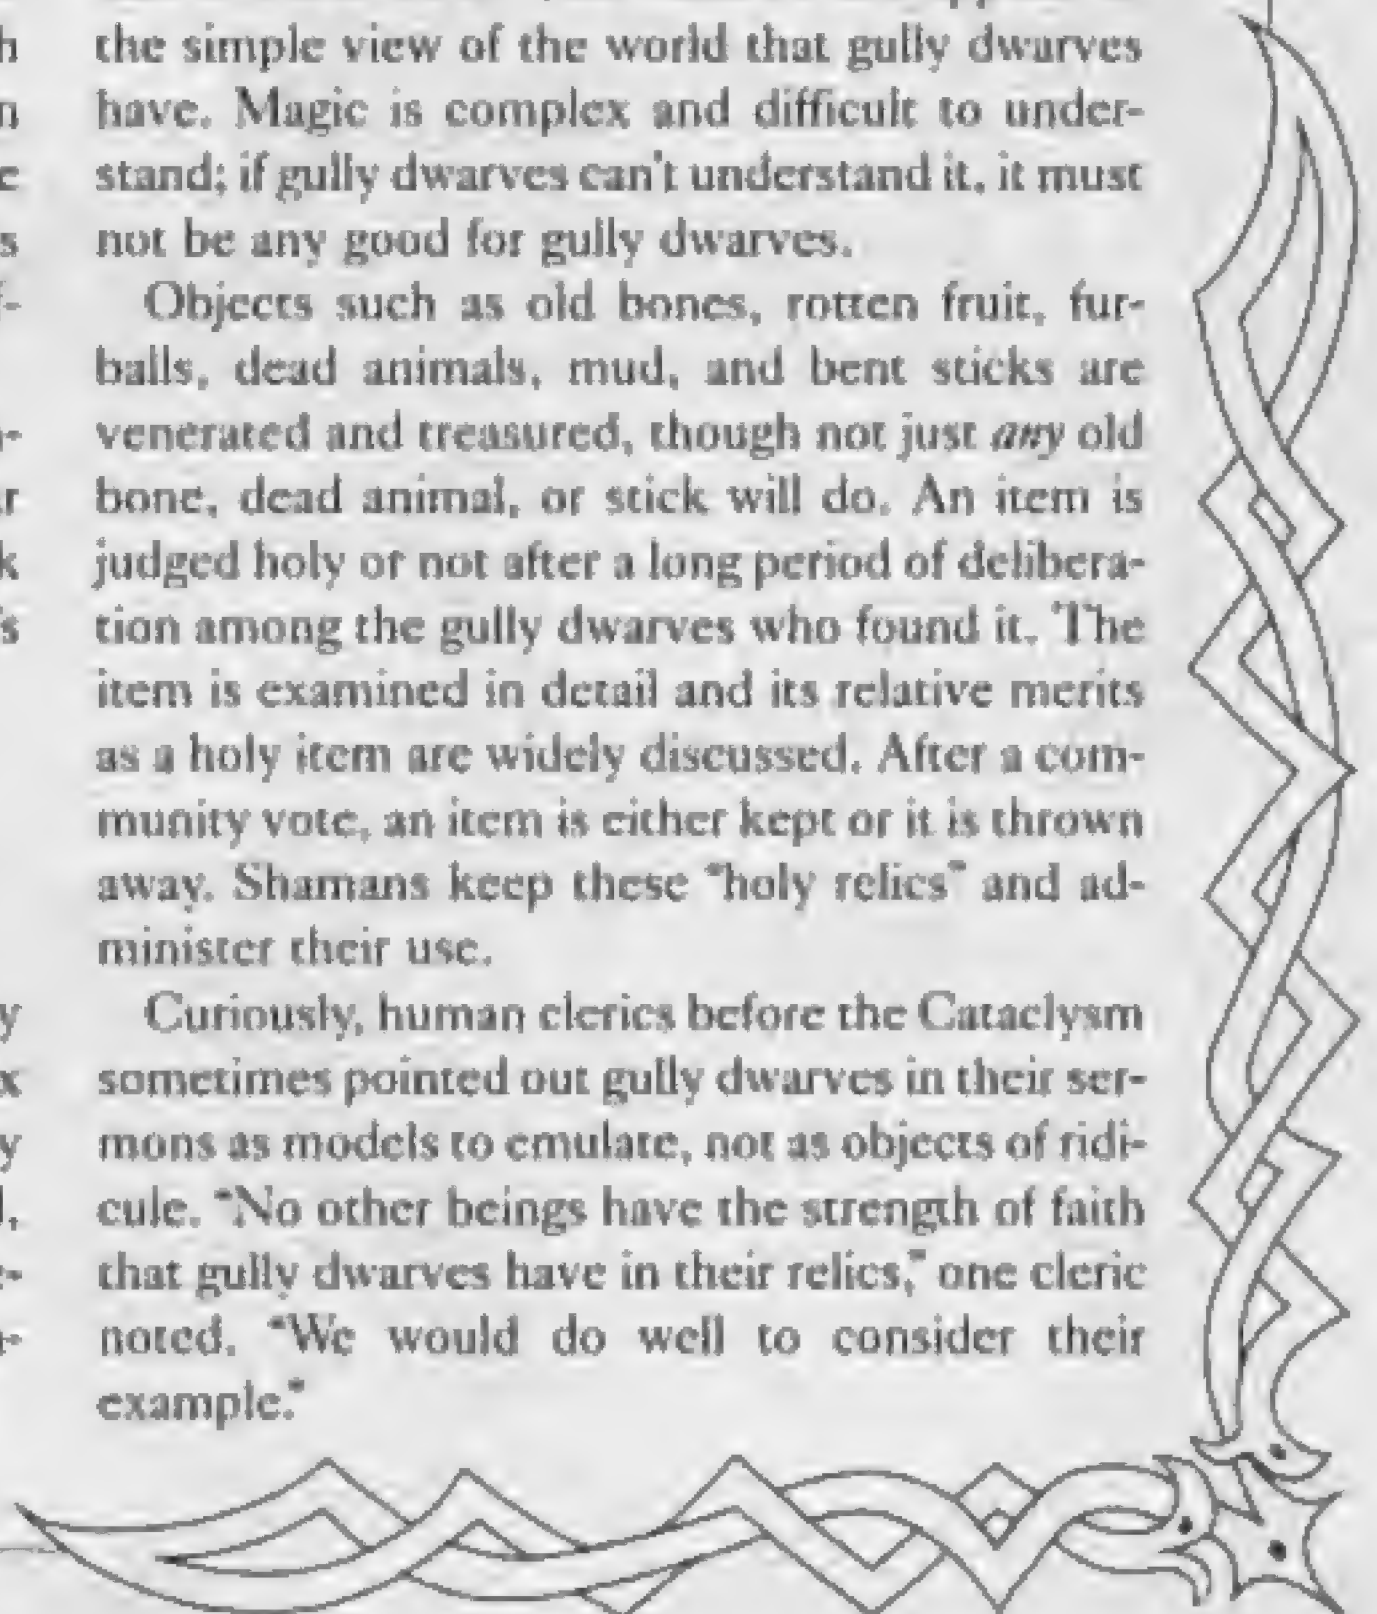 the simple view of the world that gully dwarves
have. Magic is complex and difficult to under-
stand; if gully dwarves can't understand it, it must
not be any good for gully dwarves.
Objects such as old bones, rotten fruit, fur-
balls, dead animals, mud, and bent sticks are
venerated and treasured, though not just any old
bone, dead animal, or stick will do. An item is
judged holy or not after a long period of delibera-
tion among the gully dwarves who found it. The
item is examined in detail and its relative merits
as a holy item are widely discussed. After a com-
munity vote, an item is either kept or it is thrown
away. Shamans keep these "holy relics" and ad-
minister their use.
Curiously, human clerics before the Cataclysm
sometimes pointed out gully dwarves in their ser-
mons as models to emulate, not as objects of ridi-
cule. "No other beings have the strength of faith
that gully dwarves have in their relics," one cleric
noted. "We would do well to consider their
example."